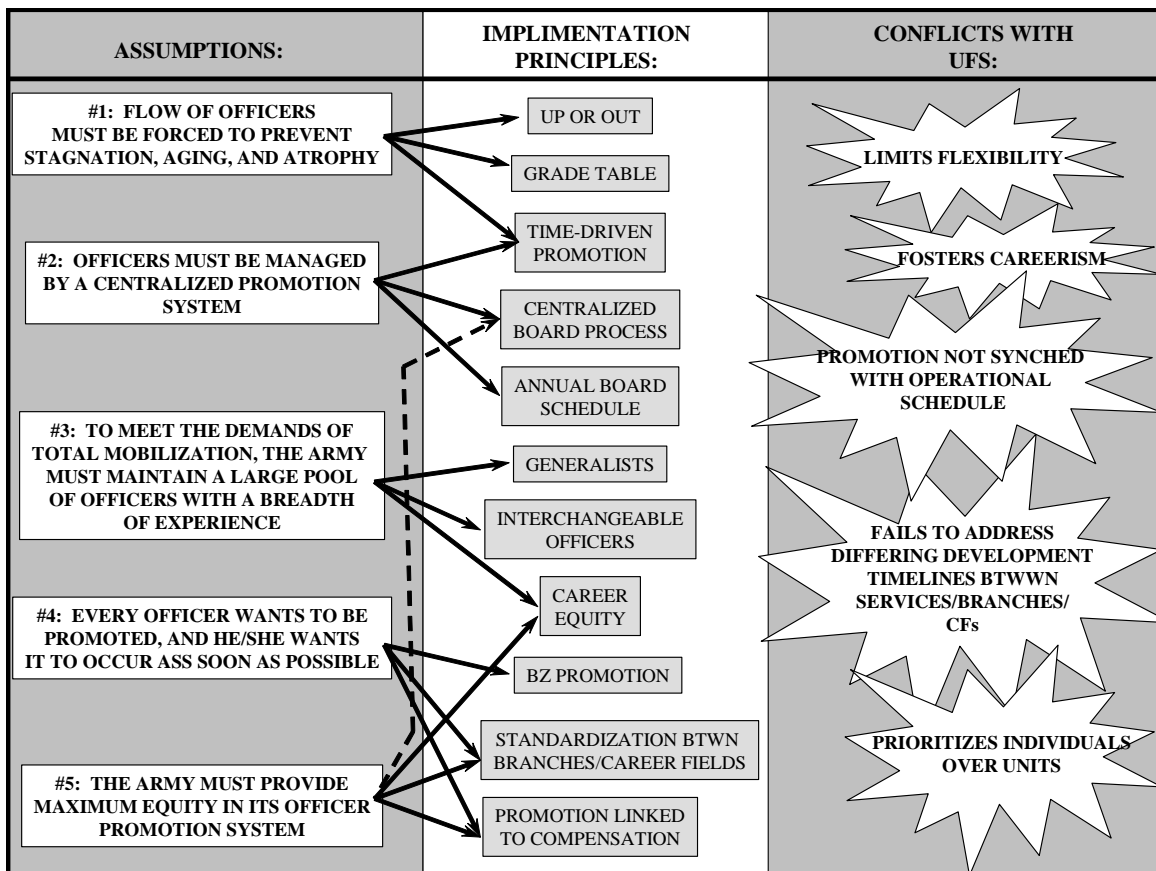 ASSUMPTIONS:
IMPLIMENTATION
PRINCIPLES:
CONFLICTS WITH
UFS:
#1: FLOW OF OFFICERS
MUST BE FORCED TO PREVENT
STAGNATION, AGING, AND ATROPHY
#2: OFFICERS MUST BE MANAGED
BY A CENTRALIZED PROMOTION
SYSTEM
#3: TO MEET THE DEMANDS OF
TOTAL MOBILIZATION, THE ARMY
MUST MAINTAIN A LARGE POOL
OF OFFICERS WITH A BREADTH
OF EXPERIENCE
#4: EVERY OFFICER WANTS TO BE
PROMOTED, AND HE/SHE WANTS
IT TO OCCUR ASS SOON AS POSSIBLE
#5: THE ARMY MUST PROVIDE
MAXIMUM EQUITY IN ITS OFFICER
PROMOTION SYSTEM
UP OR OUT
GRADE TABLE
TIME-DRIVEN
PROMOTION
CENTRALIZED
BOARD PROCESS
ANNUAL BOARD
SCHEDULE
GENERALISTS
INTERCHANGEABLE
OFFICERS
CAREER
EQUITY
BZ PROMOTION
STANDARDIZATION BTWN
BRANCHES/CAREER FIELDS
PROMOTION LINKED
TO COMPENSATION
LIMITS FLEXIBILITY
FOSTERS CAREERISM
PROMOTION NOT SYNCHED
WITH OPERATIONAL
SCHEDULE
FAILS TO ADDRESS
DIFFERING DEVELOPMENT
TIMELINES BTWWN
SERVICES/BRANCHES/
CFs
PRIORITIZES INDIVIDUALS
OVER UNITS